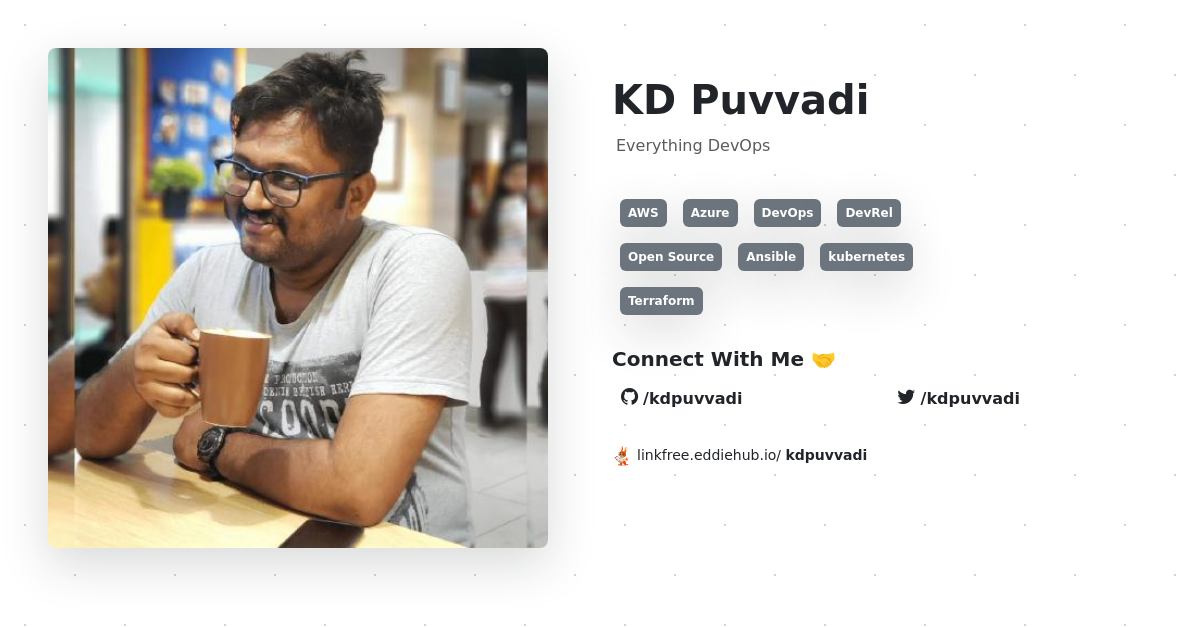 KD Puvvadi
Everything DevOps
AWS Azure DevOps DevRel
Open Source Ansible kubernetes
Terraform
Connect With Me 🤝
/kdpuvvadi /kdpuvvadi
linkfree.eddiehub.io/ kdpuvvadi